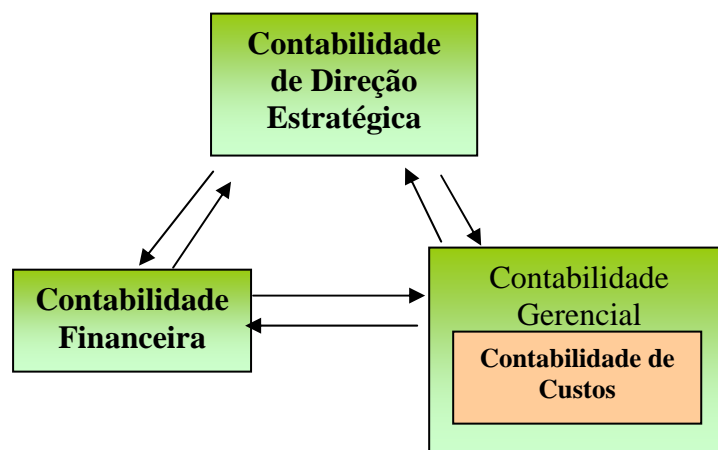 Contabilidade
de Direção
Estratégica
Contabilidade
Financeira
Contabilidade
Gerencial
Contabilidade de
Custos